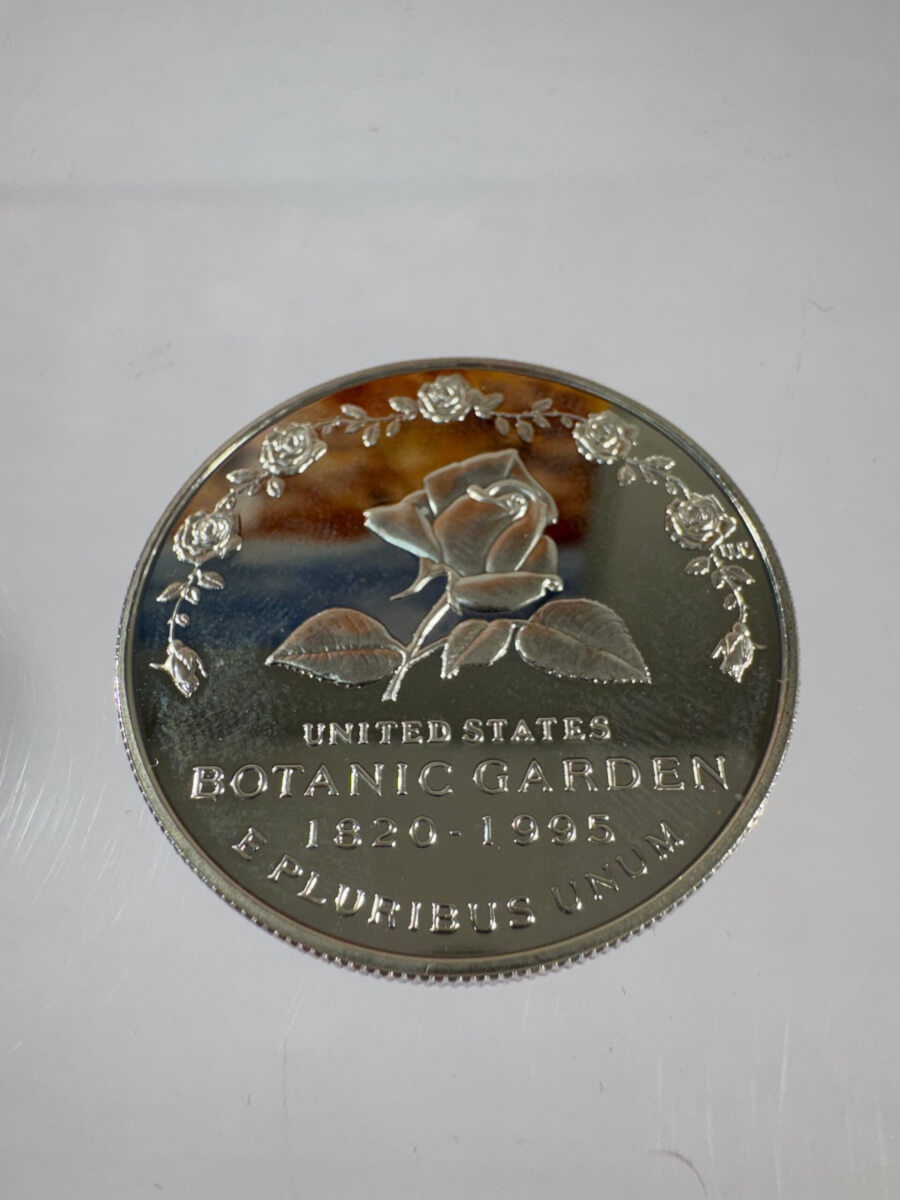 UNITED STATES
BOTANIC GARDEN
1820-1995
E PLURIBUS UNUM